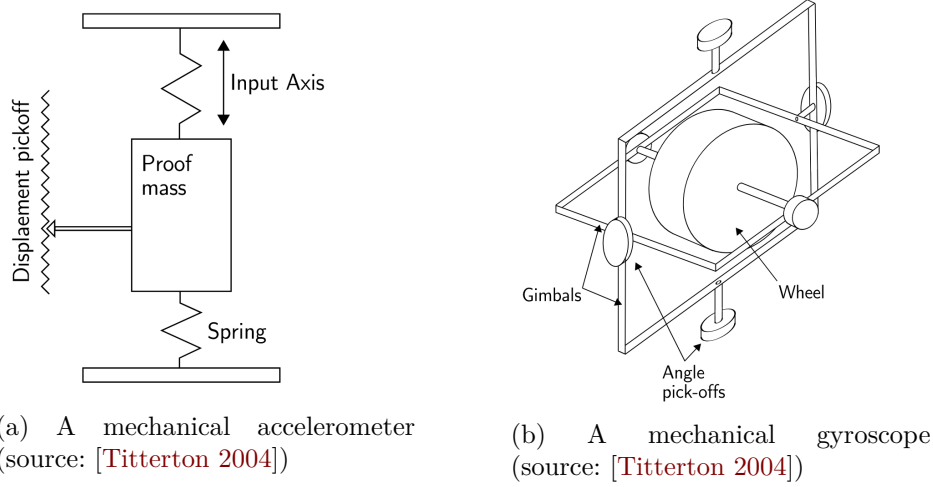 Displaement pickoff
Input Axis
Proof
mass
Spring
(a) A mechanical accelerometer
(source: [Titterton 2004])
Gimbals
Wheel
Angle
pick-offs
(b) A mechanical gyroscope
(source: [Titterton 2004])